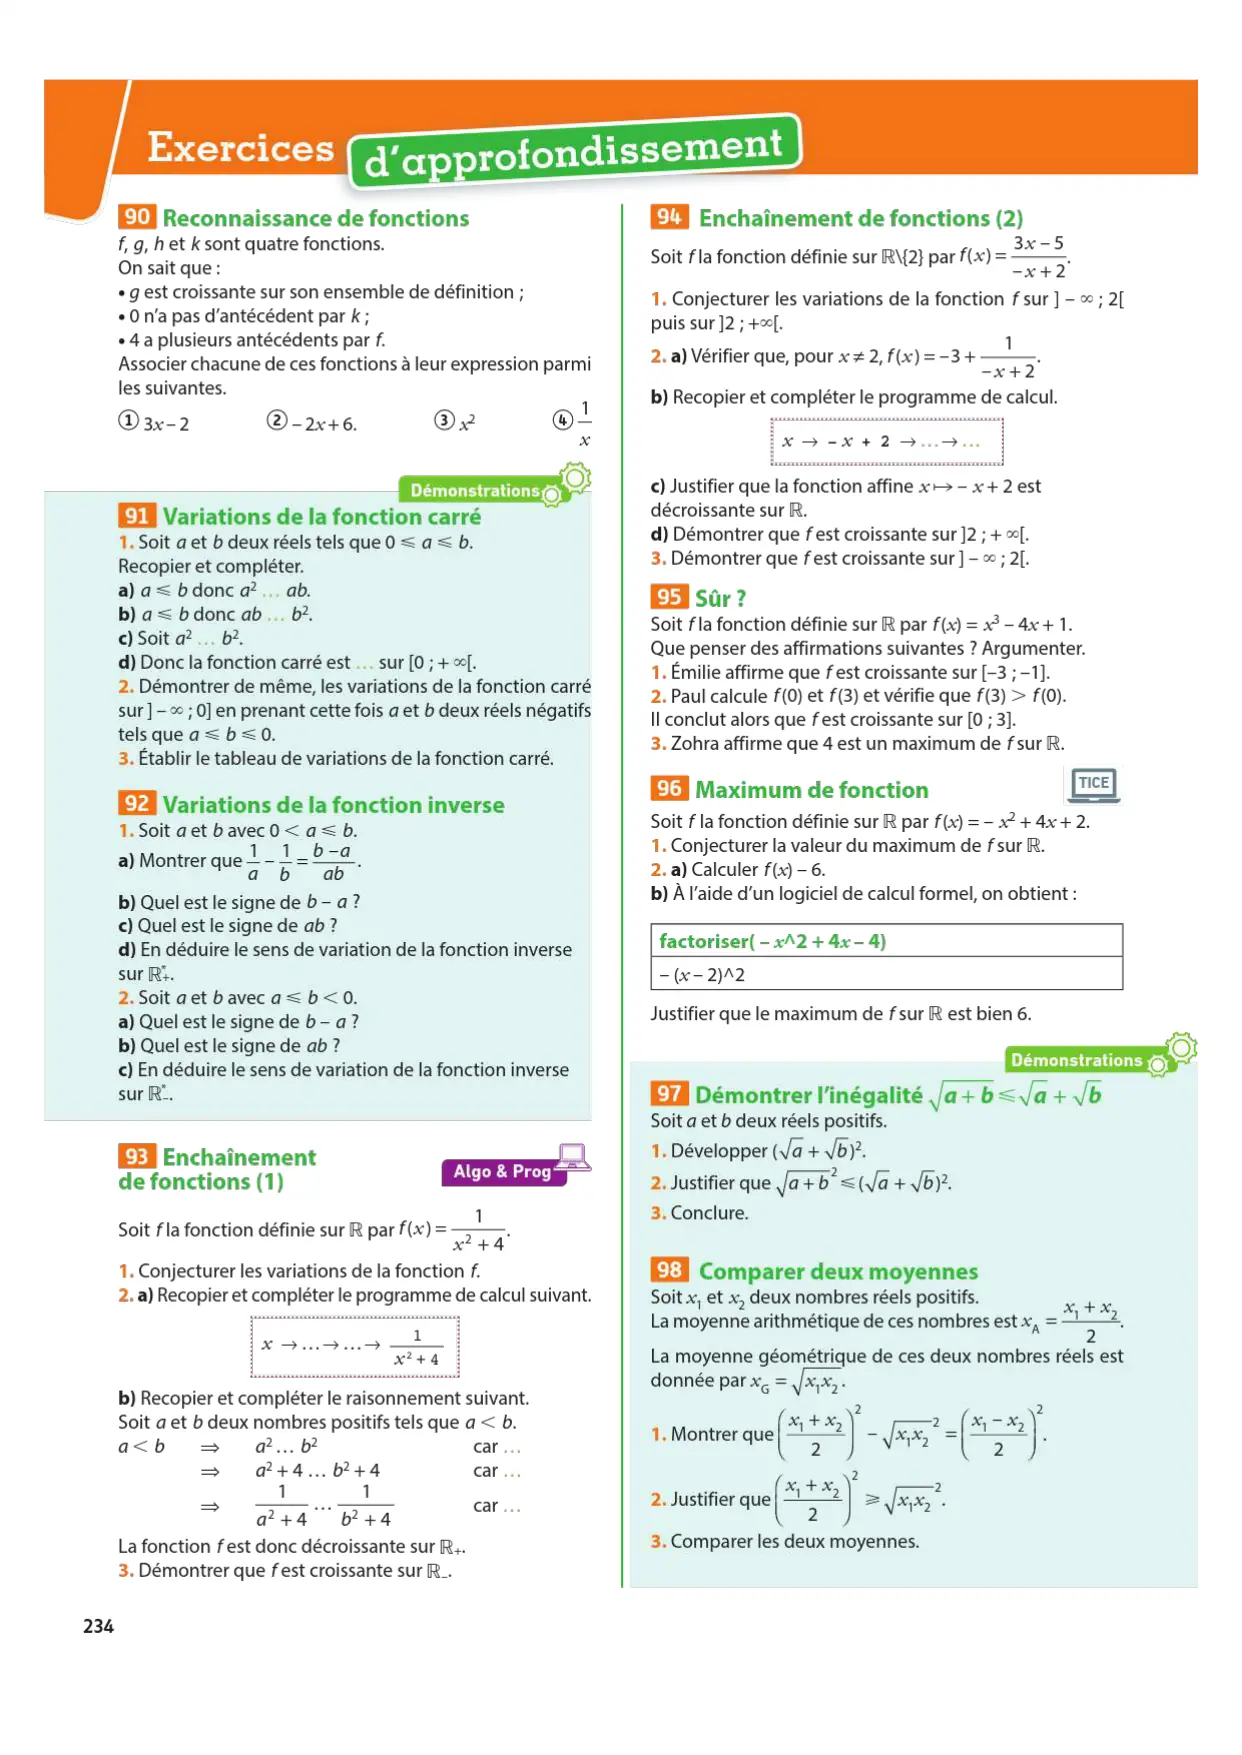 Exercices d'approfondissement
90 Reconnaissance de fonctions
f, g, h et k sont quatre fonctions.
On sait que :
• g est croissante sur son ensemble de définition ;
• 0 n'a pas d'antécédent par k ;
• 4 a plusieurs antécédents par f.
Associer chacune de ces fonctions à leur expression parmi
les suivantes.
① 3x – 2 ② – 2x + 6. ③ x² ④ 1/x
Démonstrations
91 Variations de la fonction carré
1. Soit a et b deux réels tels que 0 ⩽ a ⩽ b.
Recopier et compléter.
a) a ⩽ b donc a² … ab.
b) a ⩽ b donc ab … b².
c) Soit a² … b².
d) Donc la fonction carré est … sur [0 ; + ∞[.
2. Démontrer de même, les variations de la fonction carré
sur ] – ∞ ; 0] en prenant cette fois a et b deux réels négatifs
tels que a ⩽ b ⩽ 0.
3. Établir le tableau de variations de la fonction carré.
92 Variations de la fonction inverse
1. Soit a et b avec 0 < a ⩽ b.
a) Montrer que 1/a – 1/b = (b – a)/ab.
b) Quel est le signe de b – a ?
c) Quel est le signe de ab ?
d) En déduire le sens de variation de la fonction inverse
sur ℝ*₊.
2. Soit a et b avec a ⩽ b < 0.
a) Quel est le signe de b – a ?
b) Quel est le signe de ab ?
c) En déduire le sens de variation de la fonction inverse
sur ℝ*₋.
93 Enchaînement
de fonctions (1)
Algo & Prog
Soit f la fonction définie sur ℝ par f(x) = 1/(x² + 4).
1. Conjecturer les variations de la fonction f.
2. a) Recopier et compléter le programme de calcul suivant.
x → … → … → 1/(x² + 4)
b) Recopier et compléter le raisonnement suivant.
Soit a et b deux nombres positifs tels que a < b.
a < b ⇒ a² … b² car …
⇒ a² + 4 … b² + 4 car …
⇒ 1/(a² + 4) … 1/(b² + 4) car …
La fonction f est donc décroissante sur ℝ₊.
3. Démontrer que f est croissante sur ℝ₋.
94 Enchaînement de fonctions (2)
Soit f la fonction définie sur ℝ\{2} par f(x) = (3x – 5)/(– x + 2).
1. Conjecturer les variations de la fonction f sur ] – ∞ ; 2[
puis sur ]2 ; +∞[.
2. a) Vérifier que, pour x ≠ 2, f(x) = –3 + 1/(– x + 2).
b) Recopier et compléter le programme de calcul.
x → – x + 2 → … → …
c) Justifier que la fonction affine x ↦ – x + 2 est
décroissante sur ℝ.
d) Démontrer que f est croissante sur ]2 ; + ∞[.
3. Démontrer que f est croissante sur ] – ∞ ; 2[.
95 Sûr ?
Soit f la fonction définie sur ℝ par f(x) = x³ – 4x + 1.
Que penser des affirmations suivantes ? Argumenter.
1. Émilie affirme que f est croissante sur [–3 ; –1].
2. Paul calcule f(0) et f(3) et vérifie que f(3) > f(0).
Il conclut alors que f est croissante sur [0 ; 3].
3. Zohra affirme que 4 est un maximum de f sur ℝ.
96 Maximum de fonction
TICE
Soit f la fonction définie sur ℝ par f(x) = – x² + 4x + 2.
1. Conjecturer la valeur du maximum de f sur ℝ.
2. a) Calculer f(x) – 6.
b) À l'aide d'un logiciel de calcul formel, on obtient :
factoriser( – x^2 + 4x – 4)
– (x – 2)^2
Justifier que le maximum de f sur ℝ est bien 6.
Démonstrations
97 Démontrer l'inégalité √(a + b) ⩽ √a + √b
Soit a et b deux réels positifs.
1. Développer (√a + √b)².
2. Justifier que √(a + b)² ⩽ (√a + √b)².
3. Conclure.
98 Comparer deux moyennes
Soit x₁ et x₂ deux nombres réels positifs.
La moyenne arithmétique de ces nombres est x_A = (x₁ + x₂)/2.
La moyenne géométrique de ces deux nombres réels est
donnée par x_G = √(x₁x₂).
1. Montrer que ((x₁ + x₂)/2)² – √(x₁x₂)² = ((x₁ – x₂)/2)².
2. Justifier que ((x₁ + x₂)/2)² ⩾ √(x₁x₂)².
3. Comparer les deux moyennes.
234